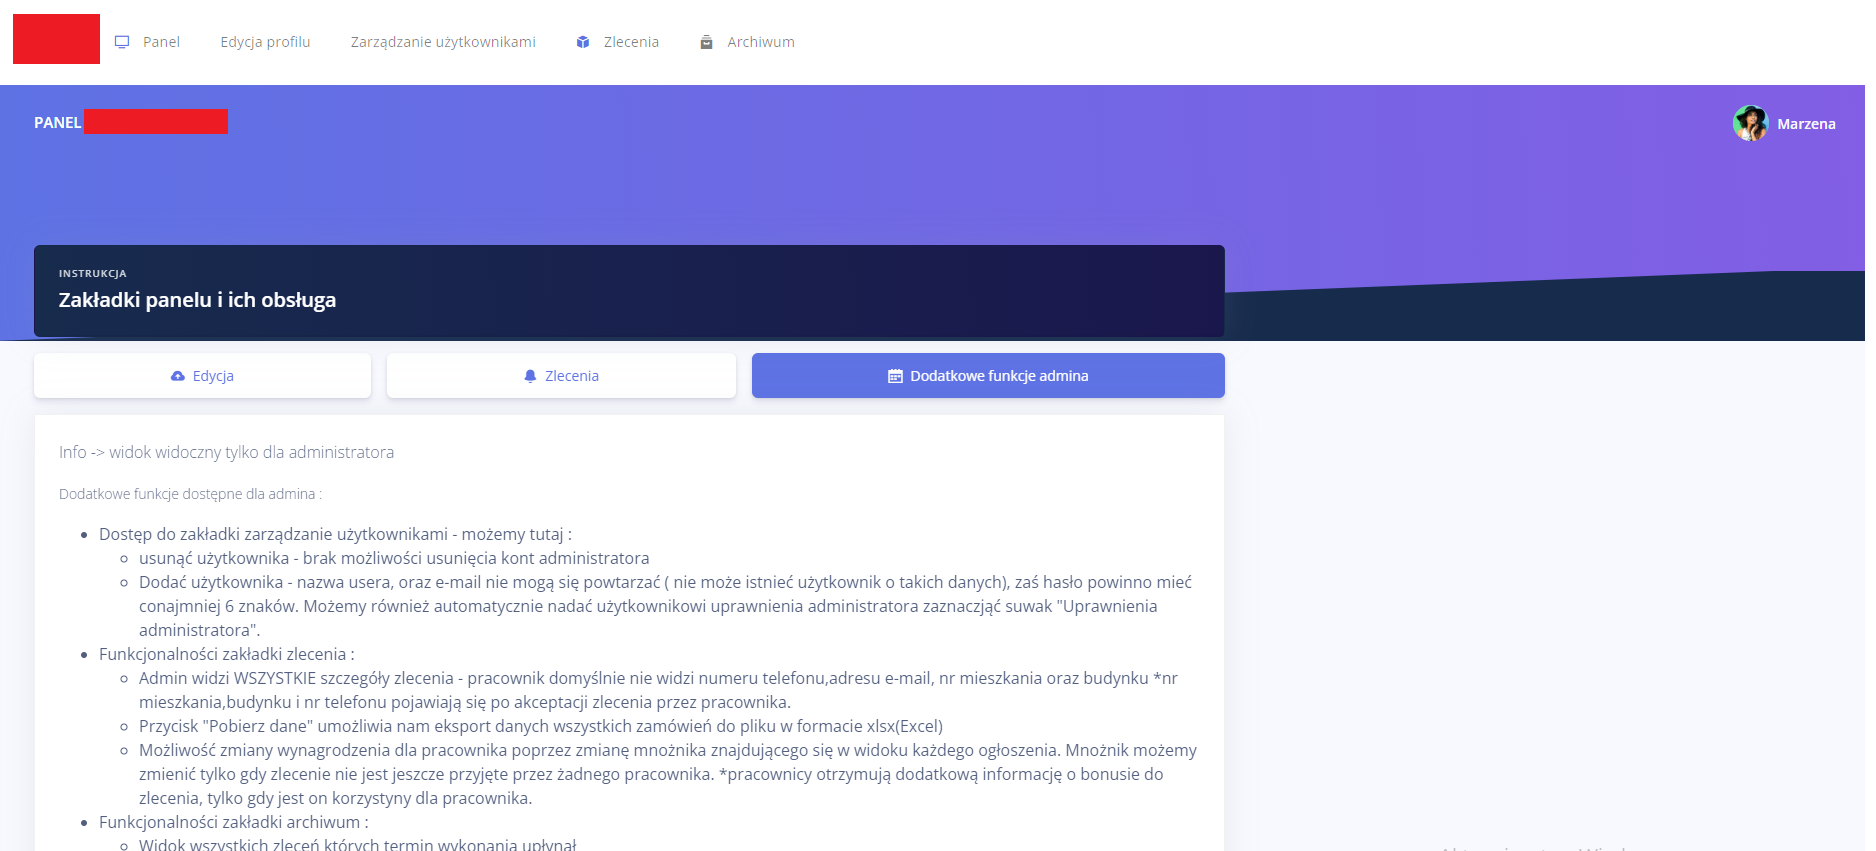 Panel
Edycja profilu
Zarządzanie użytkownikami
Zlecenia
Archiwum
PANEL
Marzena
INSTRUKCJA
Zakładki panelu i ich obsługa
Edycja
Zlecenia
Dodatkowe funkcje admina
Info -> widok widoczny tylko dla administratora
Dodatkowe funkcje dostępne dla admina :
Dostęp do zakładki zarządzanie użytkownikami - możemy tutaj :
usunąć użytkownika - brak możliwości usunięcia kont administratora
Dodać użytkownika - nazwa usera, oraz e-mail nie mogą się powtarzać ( nie może istnieć użytkownik o takich danych), zaś hasło powinno mieć
conajmniej 6 znaków. Możemy również automatycznie nadać użytkownikowi uprawnienia administratora zaznaczjąć suwak "Uprawnienia
administratora".
Funkcjonalności zakładki zlecenia :
Admin widzi WSZYSTKIE szczegóły zlecenia - pracownik domyślnie nie widzi numeru telefonu,adresu e-mail, nr mieszkania oraz budynku *nr
mieszkania,budynku i nr telefonu pojawiają się po akceptacji zlecenia przez pracownika.
Przycisk "Pobierz dane" umożliwia nam eksport danych wszystkich zamówień do pliku w formacie xlsx(Excel)
Możliwość zmiany wynagrodzenia dla pracownika poprzez zmianę mnożnika znajdującego się w widoku każdego ogłoszenia. Mnożnik możemy
zmienić tylko gdy zlecenie nie jest jeszcze przyjęte przez żadnego pracownika. *pracownicy otrzymują dodatkową informację o bonusie do
zlecenia, tylko gdy jest on korzystyny dla pracownika.
Funkcjonalności zakładki archiwum :
Widok wszystkich zleceń których termin wykonania upłynął